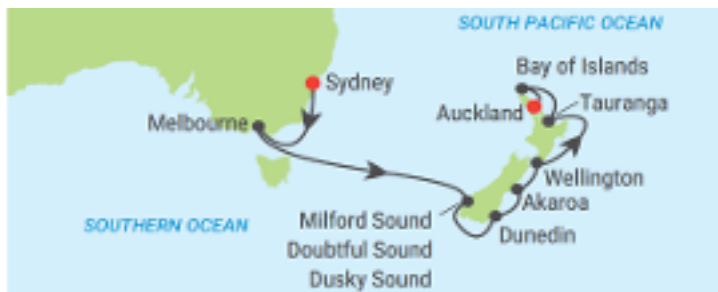 SOUTH PACIFIC OCEAN
Bay of Islands
Sydney
Tauranga
Auckland
Melbourne
Wellington
Akaroa
Milford Sound
Doubtful Sound
Dusky Sound
Dunedin
SOUTHERN OCEAN